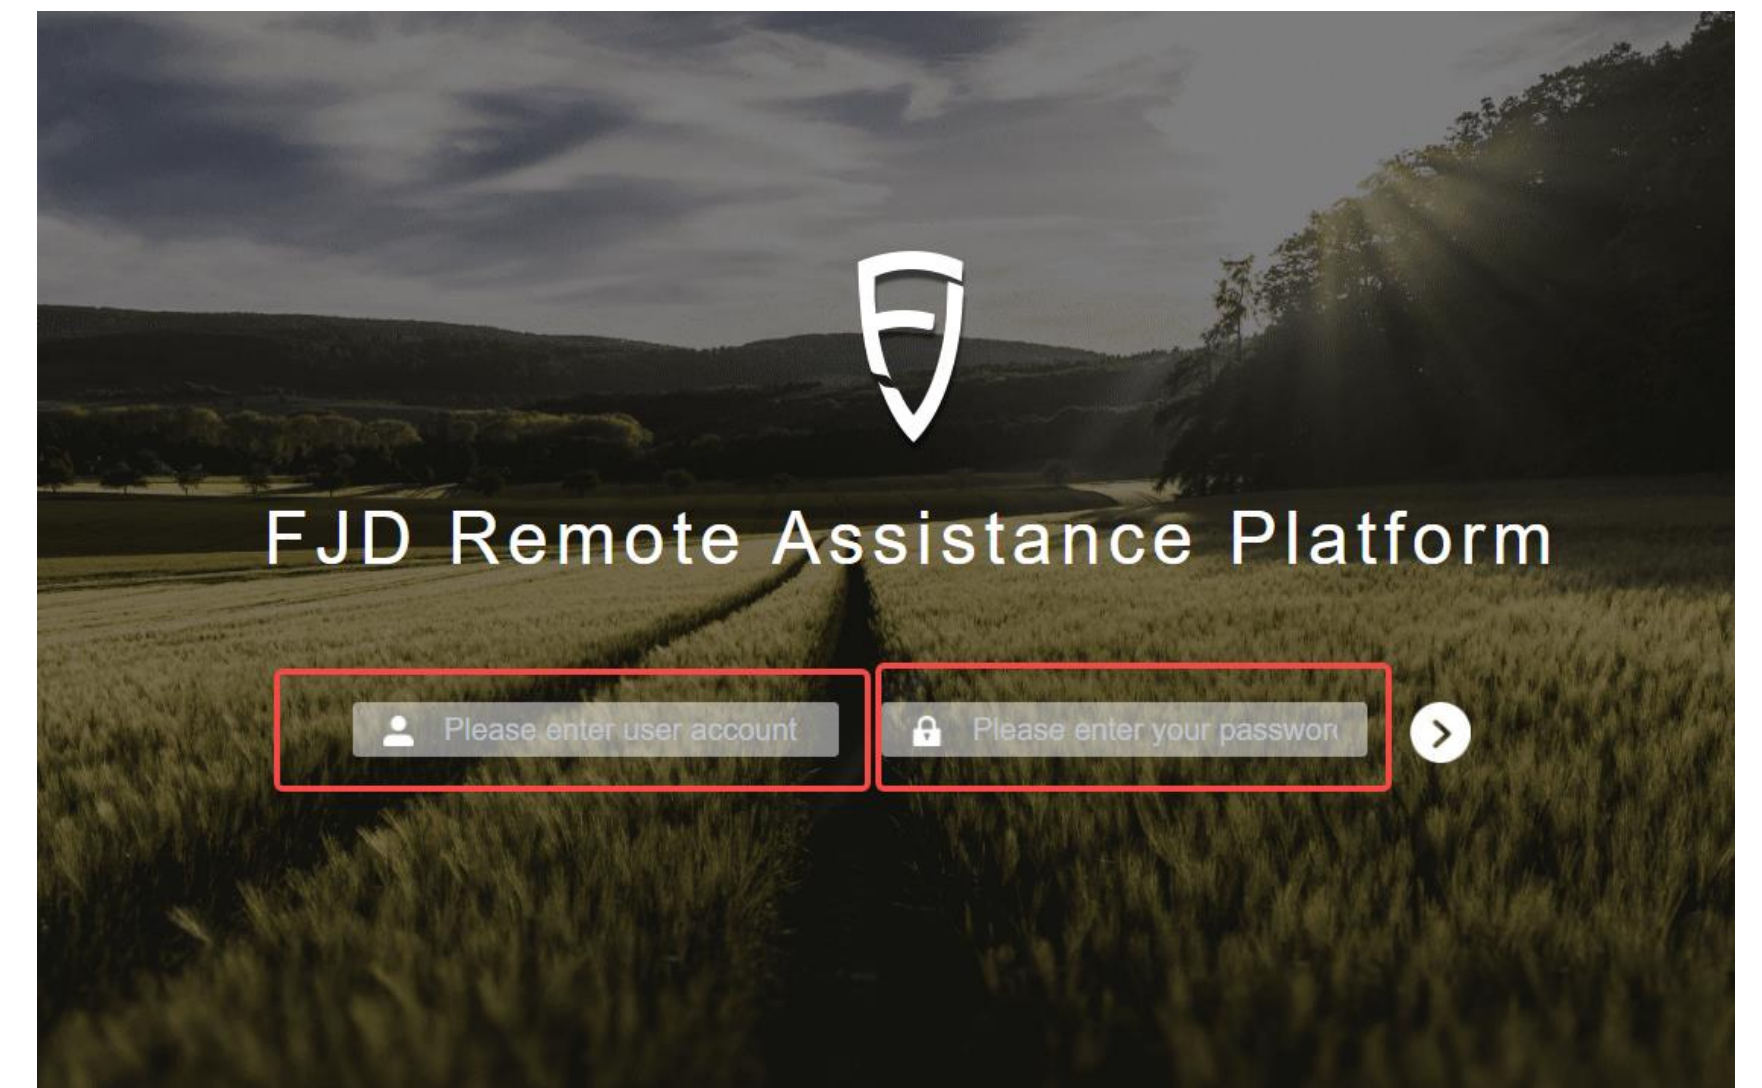 FJD Remote Assistance Platform
Please enter user account
Please enter your passwor